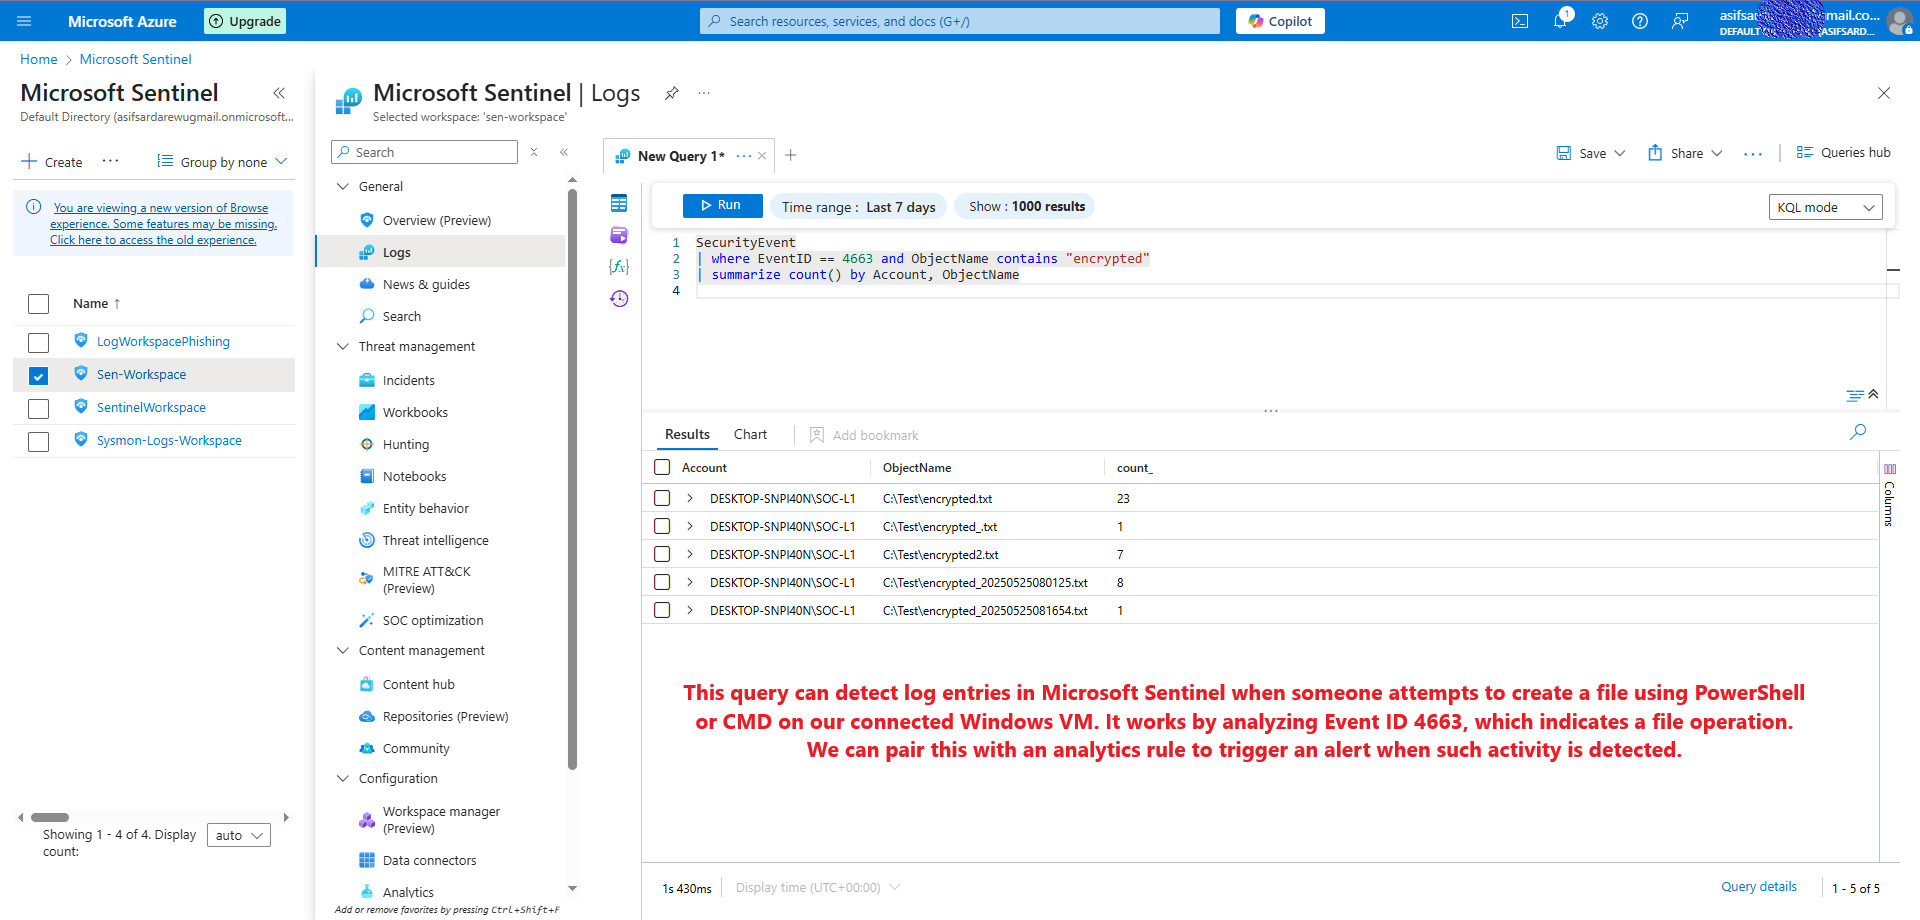 Microsoft Azure
Upgrade
Search resources, services, and docs (G+/)
Copilot
1
asifsar
mail.co...
DEFAULT
(ASIFSARD...
Home > Microsoft Sentinel
Microsoft Sentinel
Default Directory (asifsardarewugmail.onmicrosoft...
Create
Group by none
You are viewing a new version of Browse
experience. Some features may be missing.
Click here to access the old experience.
Name ↑
LogWorkspacePhishing
Sen-Workspace
SentinelWorkspace
Sysmon-Logs-Workspace
Showing 1 - 4 of 4. Display
count:
auto
Microsoft Sentinel | Logs
Selected workspace: 'sen-workspace'
Search
General
Overview (Preview)
Logs
News & guides
Search
Threat management
Incidents
Workbooks
Hunting
Notebooks
Entity behavior
Threat intelligence
MITRE ATT&CK
(Preview)
SOC optimization
Content management
Content hub
Repositories (Preview)
Community
Configuration
Workspace manager
(Preview)
Data connectors
Analytics
Add or remove favorites by pressing Ctrl+Shift+F
New Query 1*
Save
Share
Queries hub
Run
Time range : Last 7 days
Show : 1000 results
KQL mode
1 SecurityEvent
2 | where EventID == 4663 and ObjectName contains "encrypted"
3 | summarize count() by Account, ObjectName
4
Results
Chart
Add bookmark
Account ObjectName count_
DESKTOP-SNPI40N\SOC-L1 C:\Test\encrypted.txt 23
DESKTOP-SNPI40N\SOC-L1 C:\Test\encrypted_.txt 1
DESKTOP-SNPI40N\SOC-L1 C:\Test\encrypted2.txt 7
DESKTOP-SNPI40N\SOC-L1 C:\Test\encrypted_20250525080125.txt 8
DESKTOP-SNPI40N\SOC-L1 C:\Test\encrypted_20250525081654.txt 1
Columns
This query can detect log entries in Microsoft Sentinel when someone attempts to create a file using PowerShell
or CMD on our connected Windows VM. It works by analyzing Event ID 4663, which indicates a file operation.
We can pair this with an analytics rule to trigger an alert when such activity is detected.
1s 430ms
Display time (UTC+00:00)
Query details
1 - 5 of 5